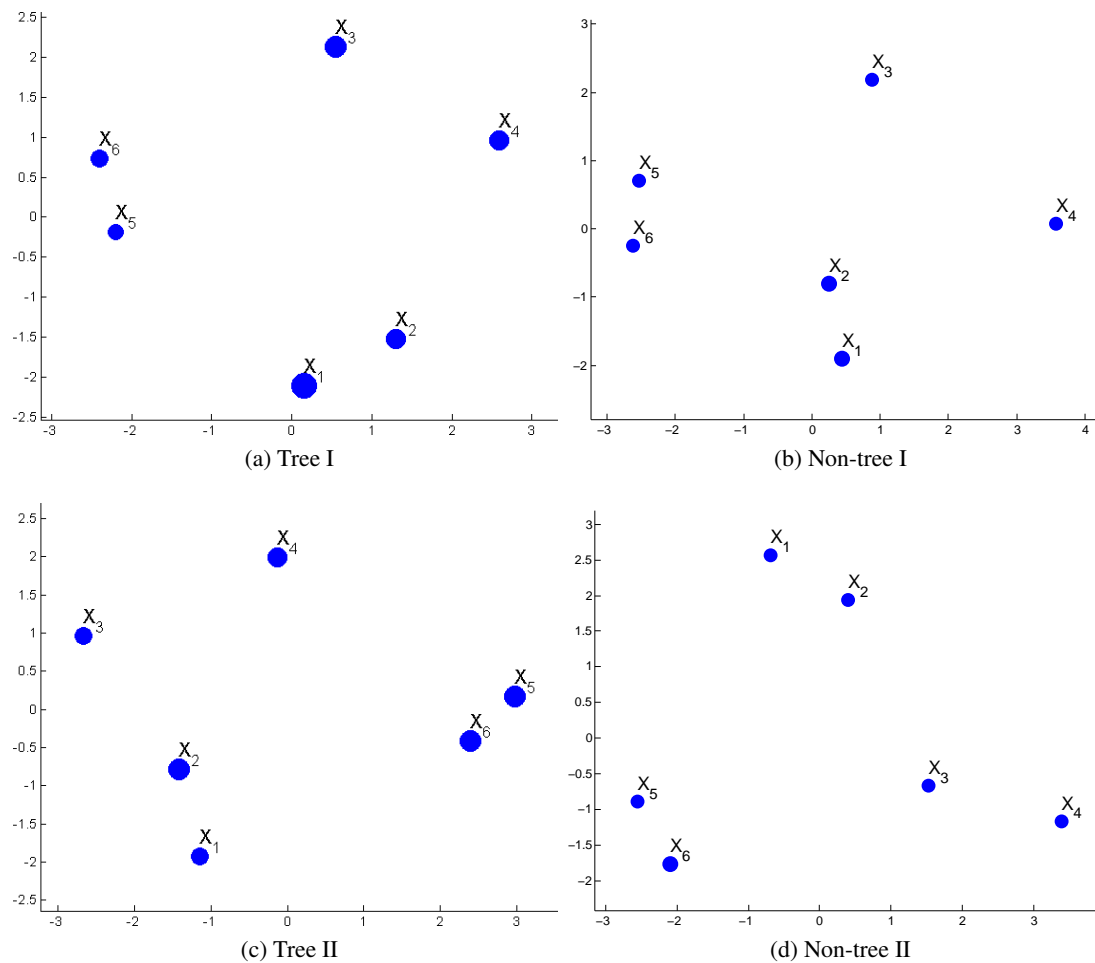 2.5
2
1.5
1
0.5
0
-0.5
-1
-1.5
-2
-2.5
-3 -2 -1 0 1 2 3
X3
X4
X6
X5
X2
X1
(a) Tree I
3
2
1
0
−1
−2
−3 −2 −1 0 1 2 3 4
X3
X5
X4
X6
X2
X1
(b) Non-tree I
2.5
2
1.5
1
0.5
0
-0.5
-1
-1.5
-2
-2.5
-3 -2 -1 0 1 2 3
X4
X3
X5
X6
X2
X1
(c) Tree II
3
2.5
2
1.5
1
0.5
0
−0.5
−1
−1.5
−2
−3 −2 −1 0 1 2 3
X1
X2
X3
X5
X4
X6
(d) Non-tree II